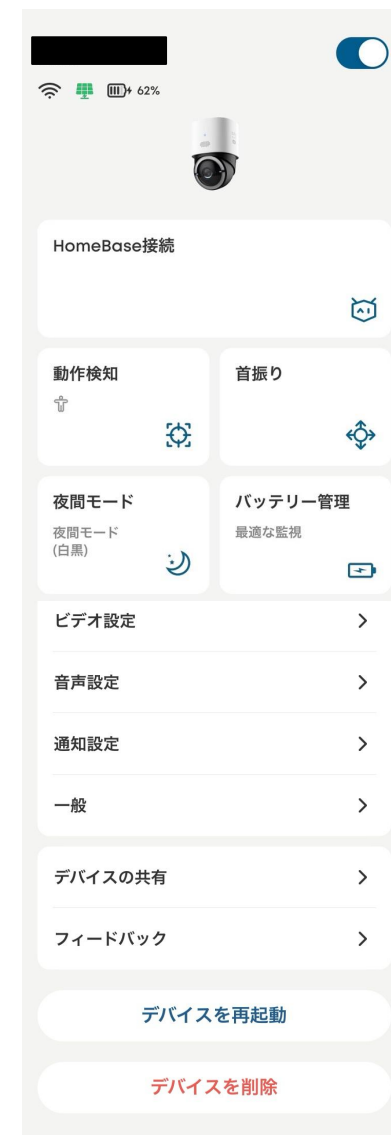 62%
HomeBase接続
動作検知
首振り
夜間モード
夜間モード
(白黒)
バッテリー管理
最適な監視
ビデオ設定
音声設定
通知設定
一般
デバイスの共有
フィードバック
デバイスを再起動
デバイスを削除